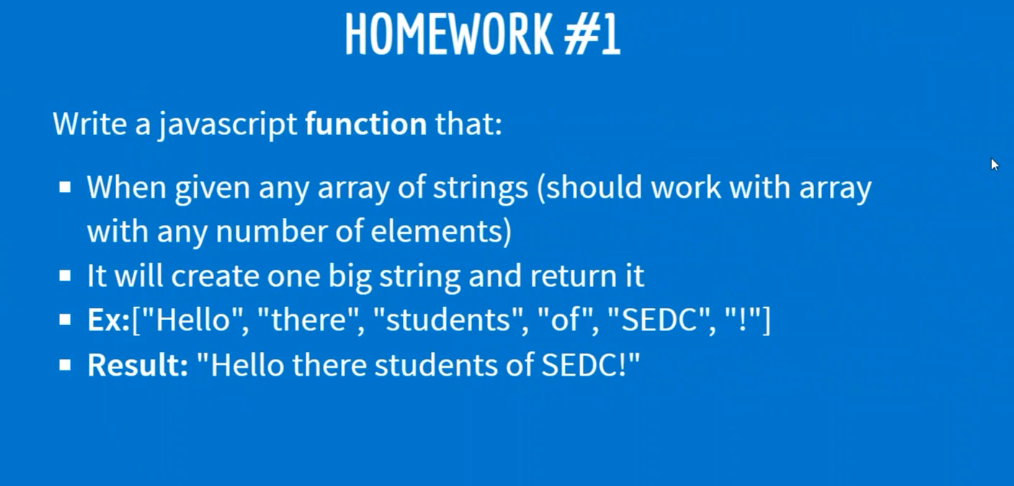 HOMEWORK #1
Write a javascript function that:
▪ When given any array of strings (should work with array
with any number of elements)
▪ It will create one big string and return it
▪ Ex:["Hello", "there", "students", "of", "SEDC", "!"]
▪ Result: "Hello there students of SEDC!"